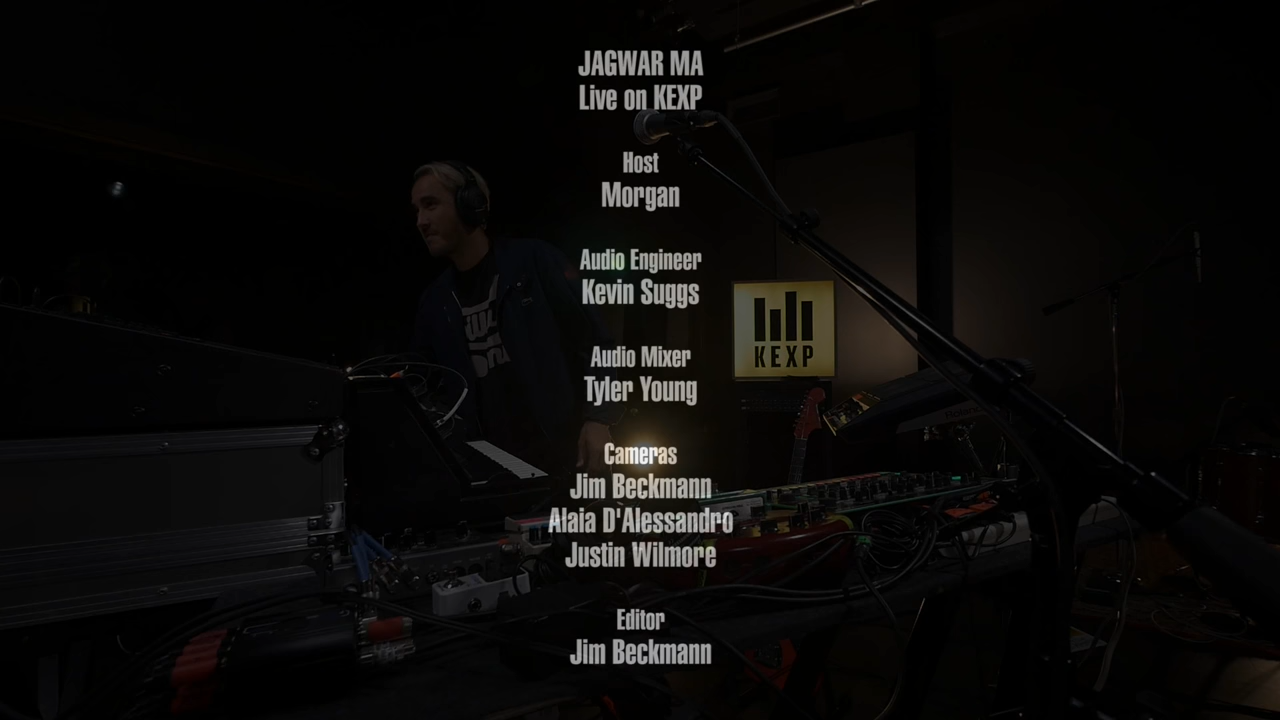 JAGWAR MA
Live on KEXP
Host
Morgan
Audio Engineer
Kevin Suggs
KEXP
Audio Mixer
Tyler Young
Roland
Cameras
Jim Beckmann
Alaia D'Alessandro
Justin Wilmore
Editor
Jim Beckmann